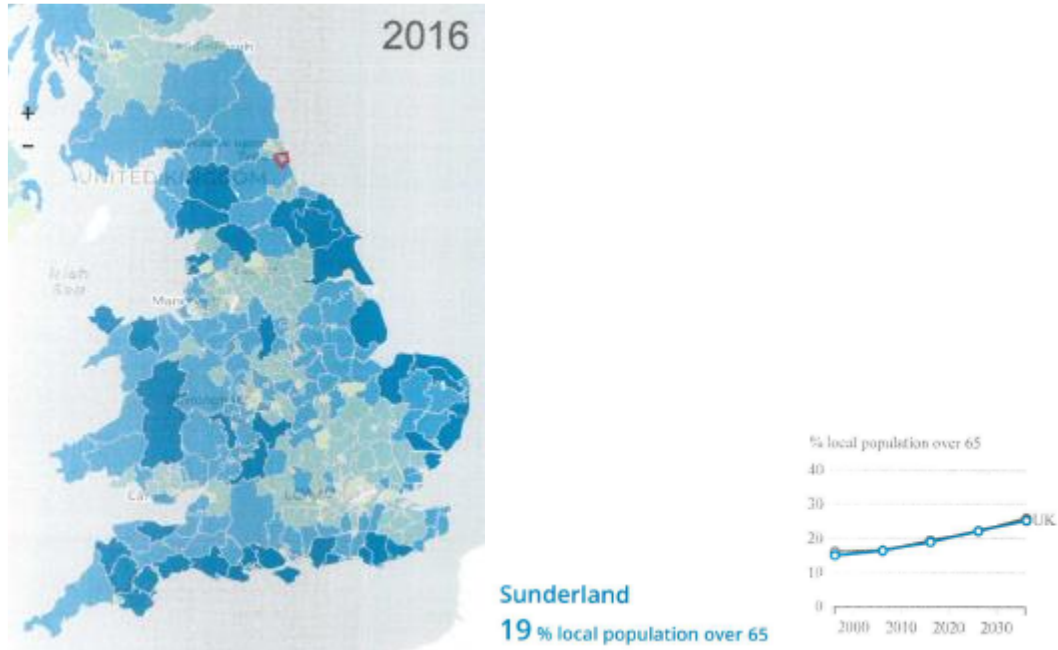 2016
+
−
UNITED KINGDOM
Irish
Sea
% local population over 65
40
30
20
10
0
UK
2000 2010 2020 2030
Sunderland
19 % local population over 65